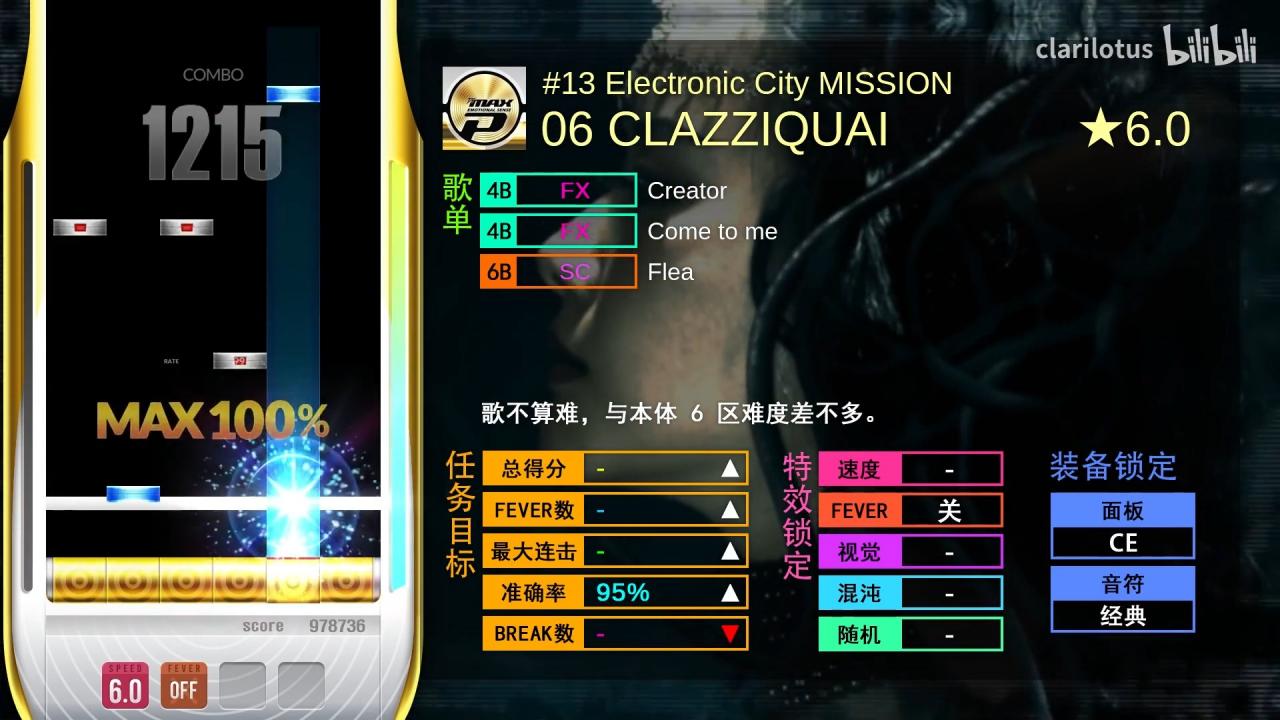 COMBO
1215
RATE
MAX 100%
score 978736
SPEED
6.0
FEVER
OFF
clarilotus bilibili
#13 Electronic City MISSION
06 CLAZZIQUAI
★6.0
歌单
4B FX Creator
4B FX Come to me
6B SC Flea
歌不算难，与本体 6 区难度差不多。
任务目标
总得分 - ▲
FEVER数 - ▲
最大连击 - ▲
准确率 95% ▲
BREAK数 - ▼
特效锁定
速度 -
FEVER 关
视觉 -
混沌 -
随机 -
装备锁定
面板
CE
音符
经典